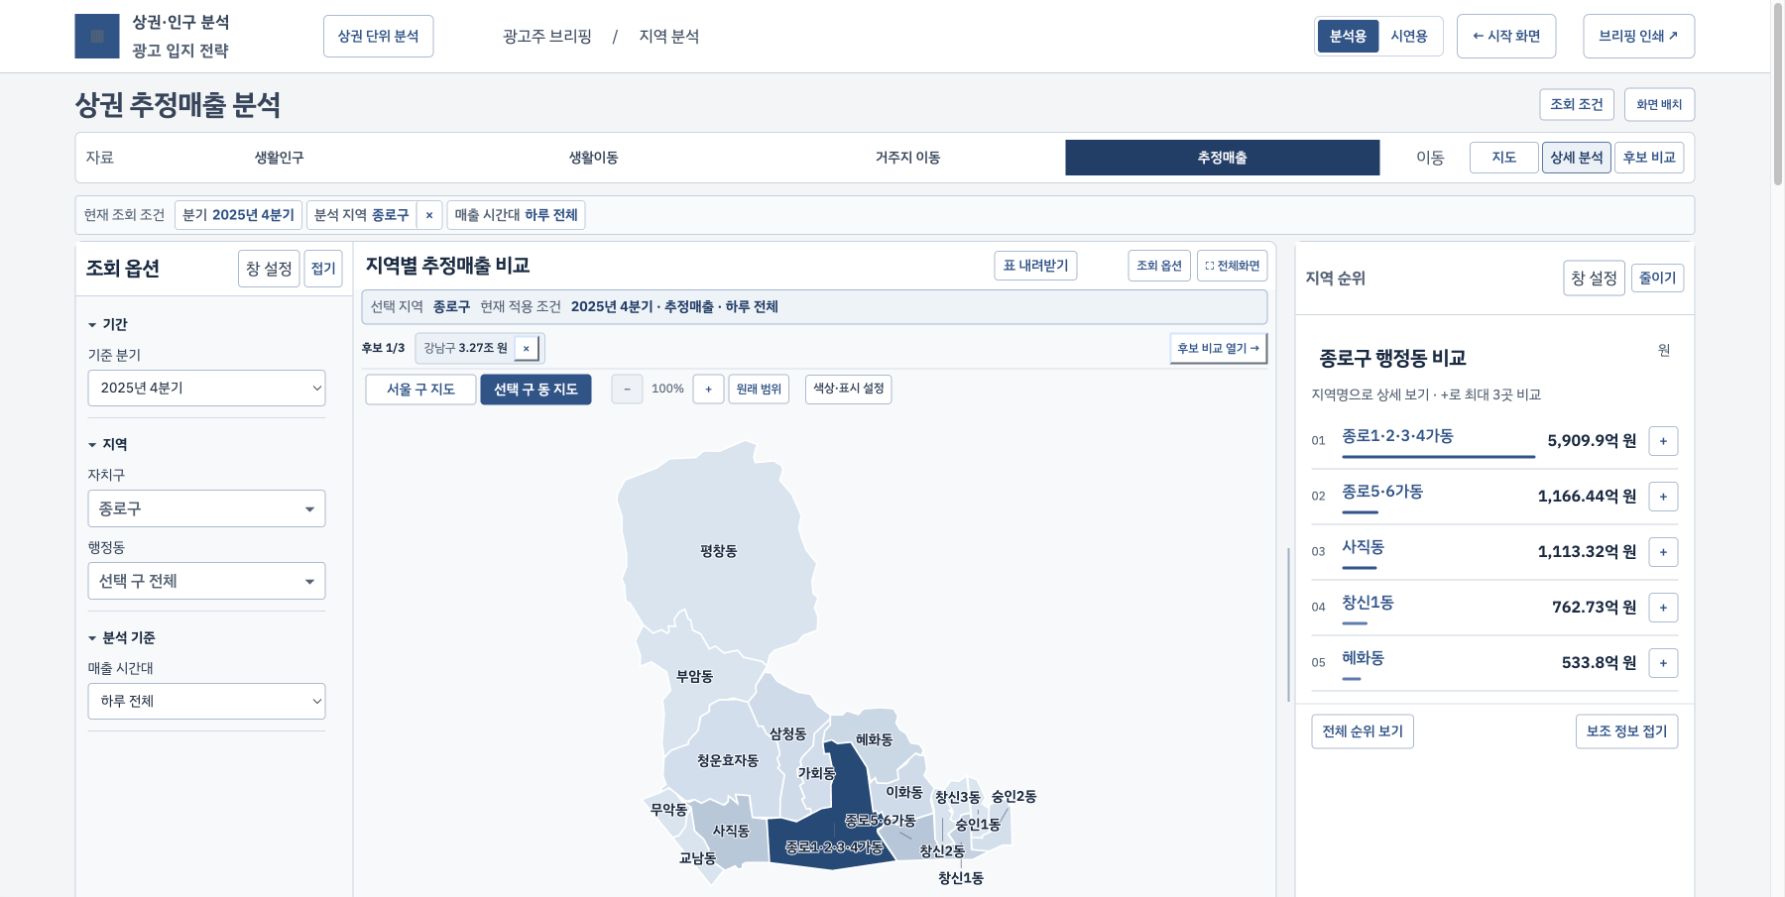 상권·인구 분석
광고 입지 전략
상권 단위 분석
광고주 브리핑 / 지역 분석
분석용 시연용
← 시작 화면
브리핑 인쇄 ↗
상권 추정매출 분석
조회 조건
화면 배치
자료 생활인구 생활이동 거주지 이동 추정매출 이동 지도 상세 분석 후보 비교
현재 조회 조건 분기 2025년 4분기 분석 지역 종로구 × 매출 시간대 하루 전체
조회 옵션
창 설정
접기
기간
기준 분기
2025년 4분기
지역
자치구
종로구
행정동
선택 구 전체
분석 기준
매출 시간대
하루 전체
지역별 추정매출 비교
표 내려받기
조회 옵션
전체화면
선택 지역 종로구 현재 적용 조건 2025년 4분기 · 추정매출 · 하루 전체
후보 1/3 강남구 3.27조 원 × 후보 비교 열기 →
서울 구 지도 선택 구 동 지도 − 100% + 원래 범위 색상·표시 설정
평창동
부암동
삼청동
혜화동
청운효자동
가회동
이화동
창신3동
숭인2동
무악동
사직동
종로5·6가동
숭인1동
종로1·2·3·4가동
창신2동
교남동
창신1동
지역 순위
창 설정
줄이기
종로구 행정동 비교
원
지역명으로 상세 보기 · +로 최대 3곳 비교
01 종로1·2·3·4가동 5,909.9억 원 +
02 종로5·6가동 1,166.44억 원 +
03 사직동 1,113.32억 원 +
04 창신1동 762.73억 원 +
05 혜화동 533.8억 원 +
전체 순위 보기
보조 정보 접기